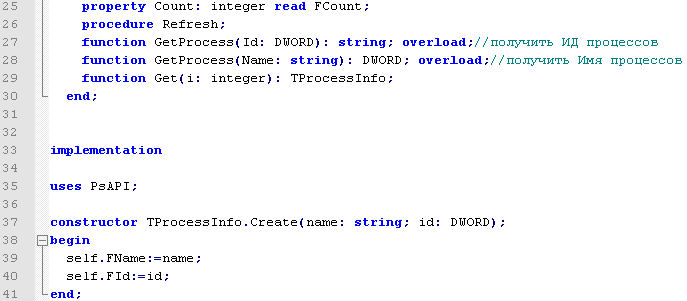 25 property Count: integer read FCount;
26 procedure Refresh;
27 function GetProcess(Id: DWORD): string; overload;//получить ИД процессов
28 function GetProcess(Name: string): DWORD; overload;//получить Имя процессов
29 function Get(i: integer): TProcessInfo;
30 end;
31
32
33 implementation
34
35 uses PsAPI;
36
37 constructor TProcessInfo.Create(name: string; id: DWORD);
38 begin
39 self.FName:=name;
40 self.FId:=id;
41 end;